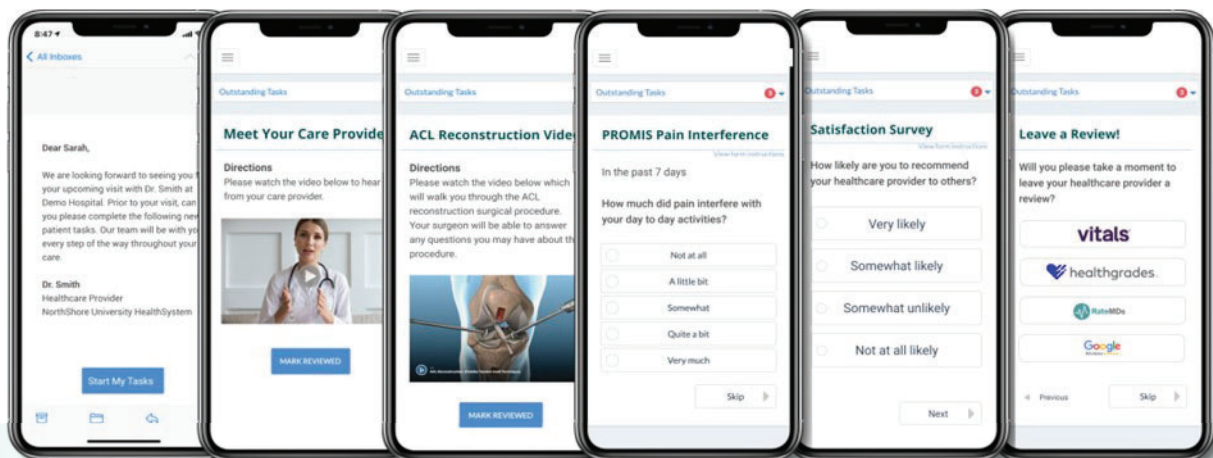 8:47
All Inboxes
Dear Sarah,
We are looking forward to seeing you f
your upcoming visit with Dr. Smith at
Demo Hospital. Prior to your visit, can
you please complete the following new
patient tasks. Our team will be with yo
every step of the way throughout your
care.
Dr. Smith
Healthcare Provider
NorthShore University HealthSystem
Start My Tasks
Outstanding Tasks
Meet Your Care Provide
Directions
Please watch the video below to hear
from your care provider.
MARK REVIEWED
Outstanding Tasks
ACL Reconstruction Vide
Directions
Please watch the video below which
will walk you through the ACL
reconstruction surgical procedure.
Your surgeon will be able to answer
any questions you may have about th
procedure.
MARK REVIEWED
Outstanding Tasks
3
PROMIS Pain Interference
View form instructions
In the past 7 days
How much did pain interfere with
your day to day activities?
Not at all
A little bit
Somewhat
Quite a bit
Very much
Skip
Outstanding Tasks
3
Satisfaction Survey
View form instructions
How likely are you to recommend
your healthcare provider to others?
Very likely
Somewhat likely
Somewhat unlikely
Not at all likely
Next
Outstanding Tasks
3
Leave a Review!
Will you please take a moment to
leave your healthcare provider a
review?
vitals
healthgrades.
RateMDs
Google
Previous
Skip